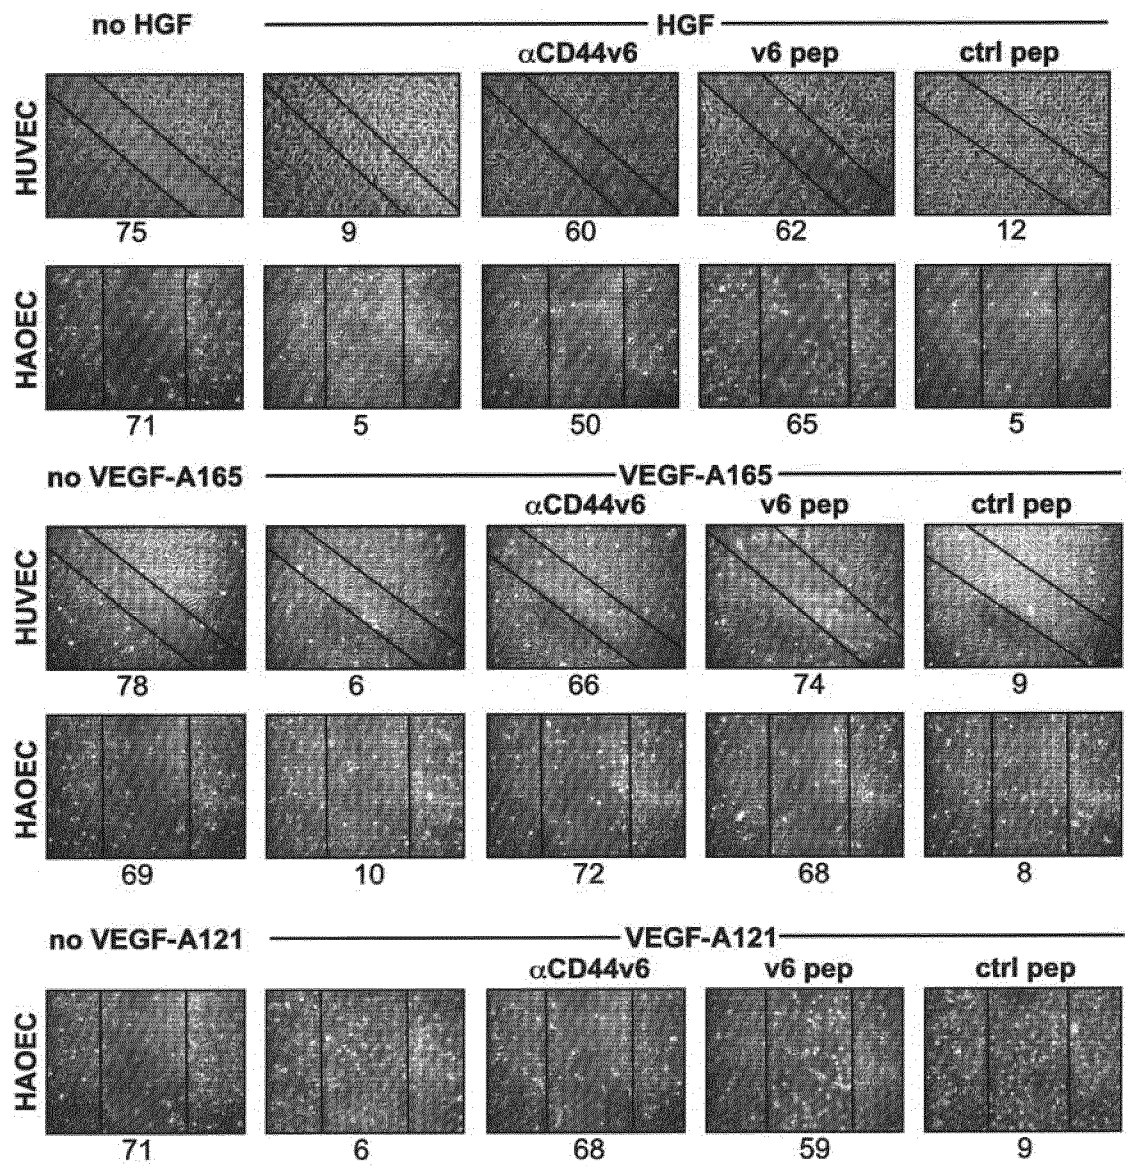 no HGF HGF
αCD44v6 v6 pep ctrl pep
HUVEC
75 9 60 62 12
HAOEC
71 5 50 65 5
no VEGF-A165 VEGF-A165
αCD44v6 v6 pep ctrl pep
HUVEC
78 6 66 74 9
HAOEC
69 10 72 68 8
no VEGF-A121 VEGF-A121
αCD44v6 v6 pep ctrl pep
HAOEC
71 6 68 59 9